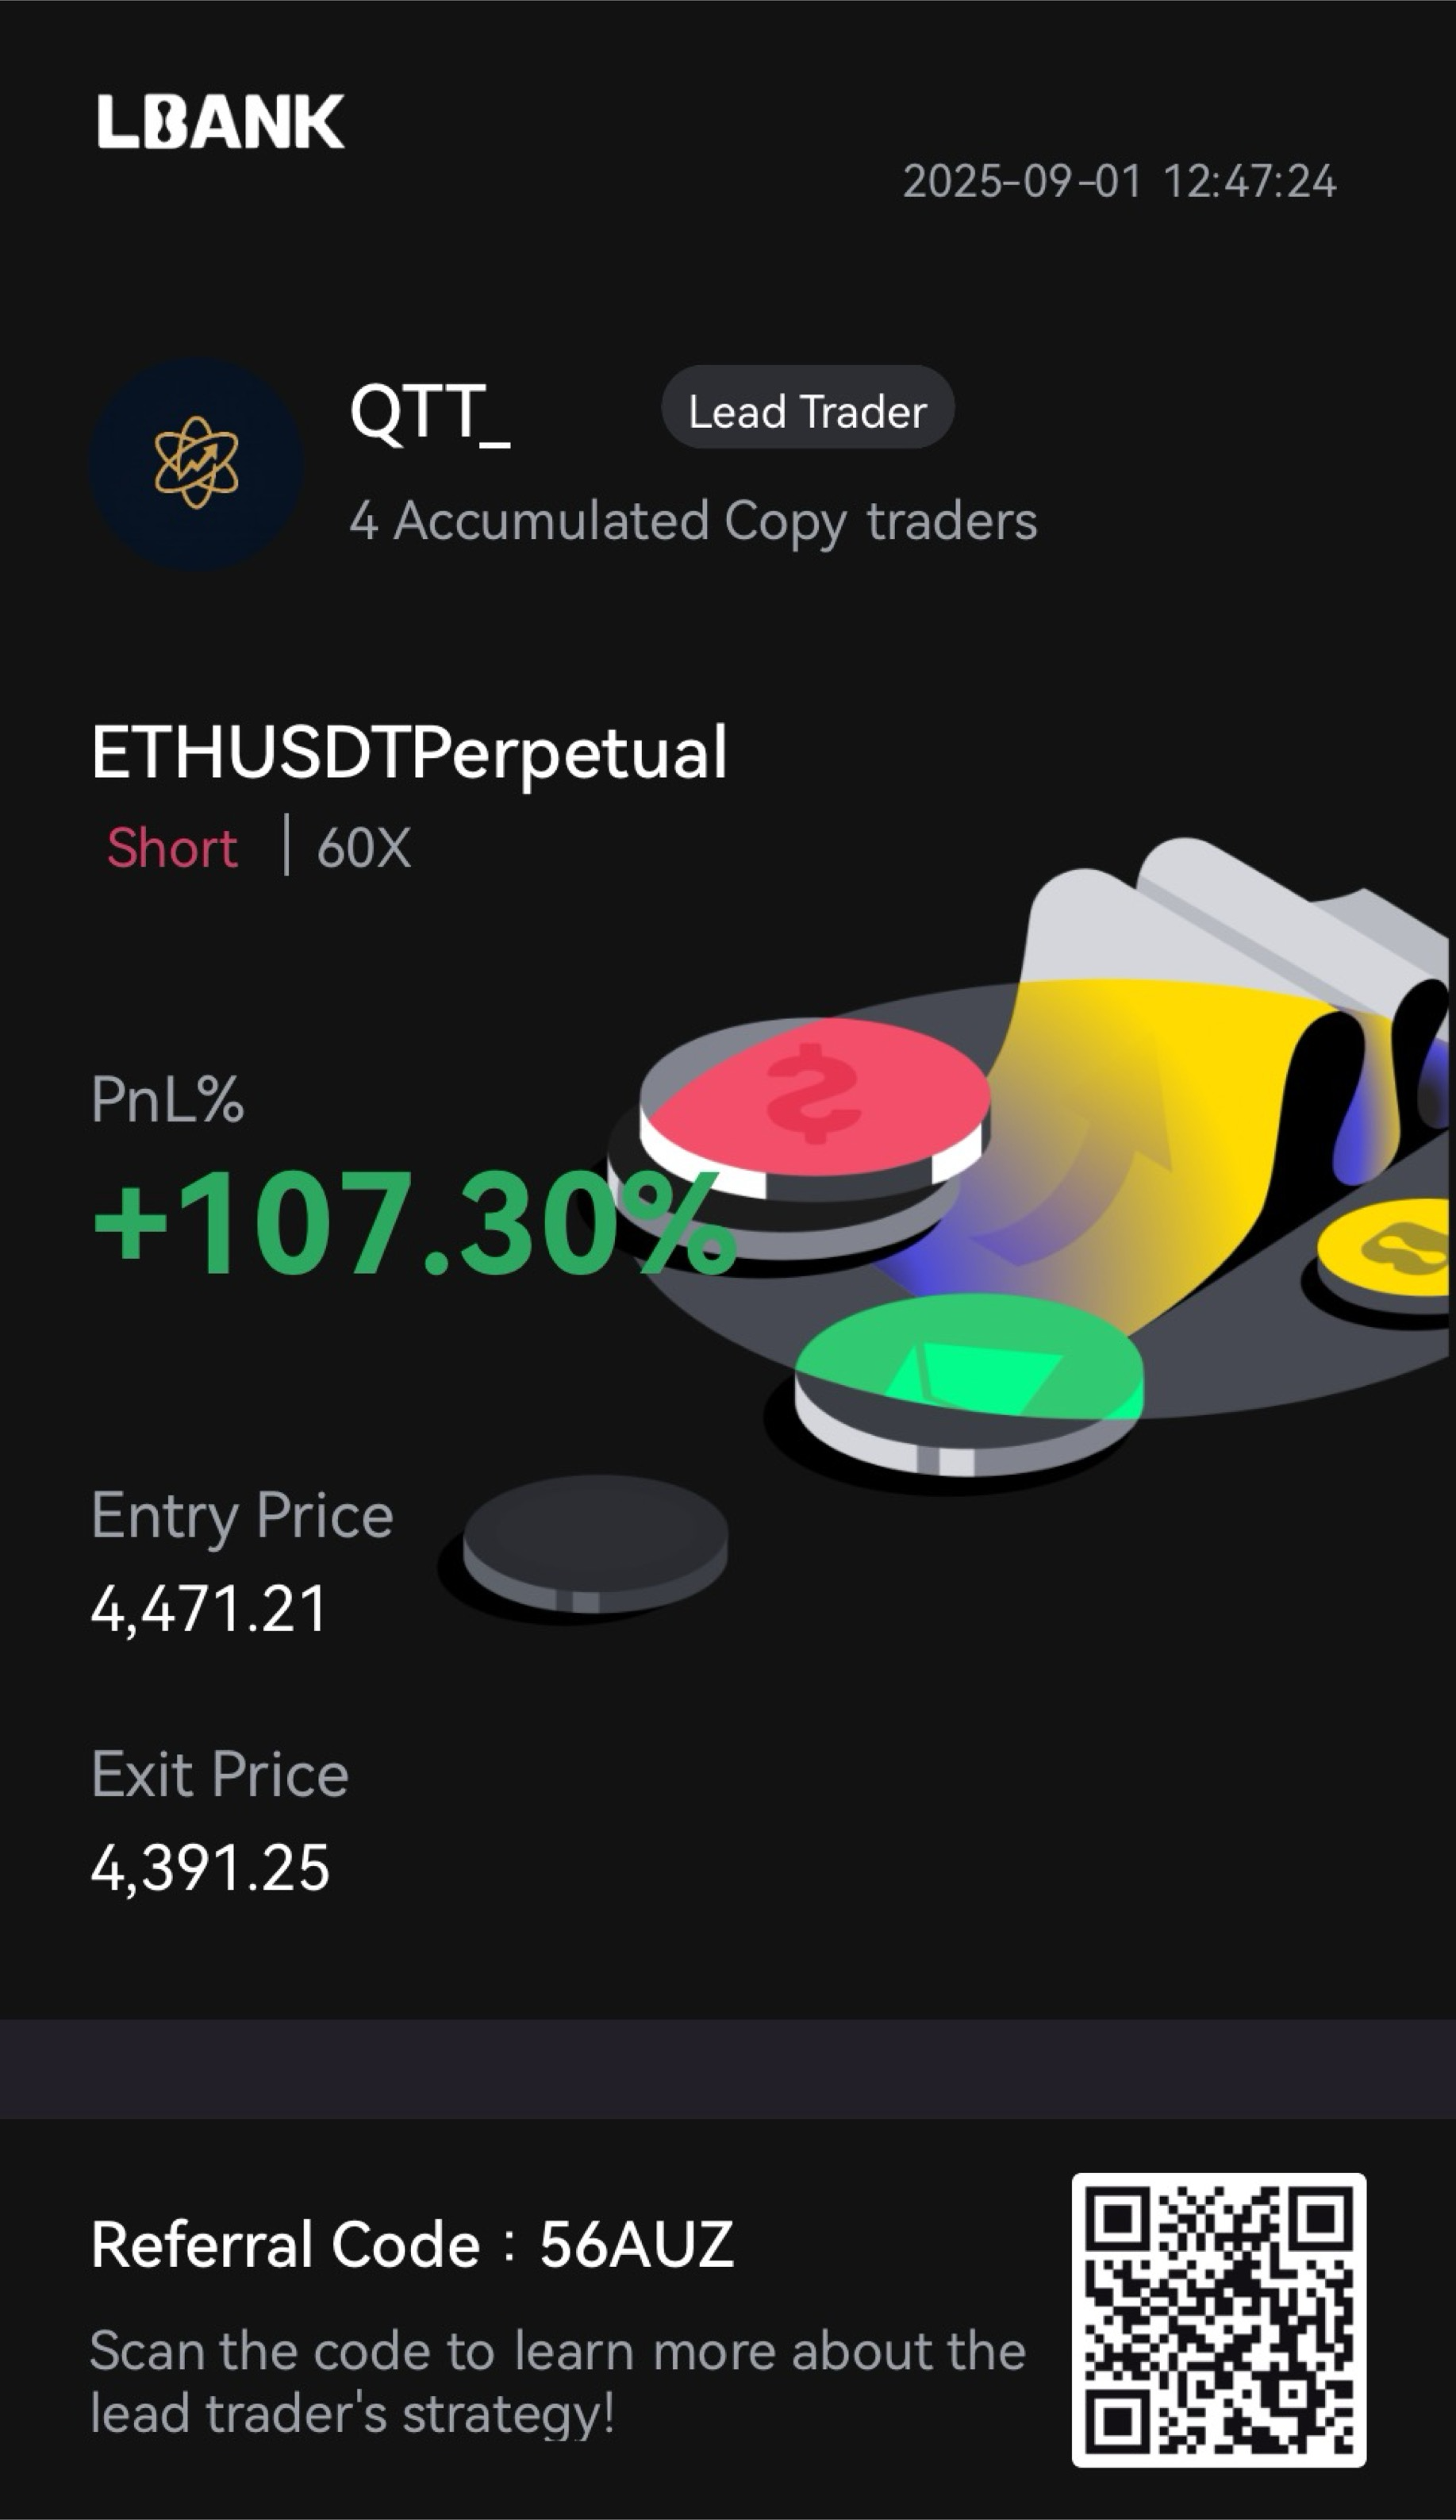 LBANK
2025-09-01 12:47:24
QTT_
Lead Trader
4 Accumulated Copy traders
ETHUSDTPerpetual
Short | 60X
PnL%
+107.30%
Entry Price
4,471.21
Exit Price
4,391.25
Referral Code : 56AUZ
Scan the code to learn more about the
lead trader's strategy!